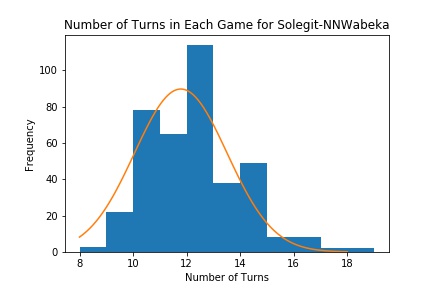 Number of Turns in Each Game for Solegit-NNWabeka
Frequency
100
80
60
40
20
0
8 10 12 14 16 18
Number of Turns